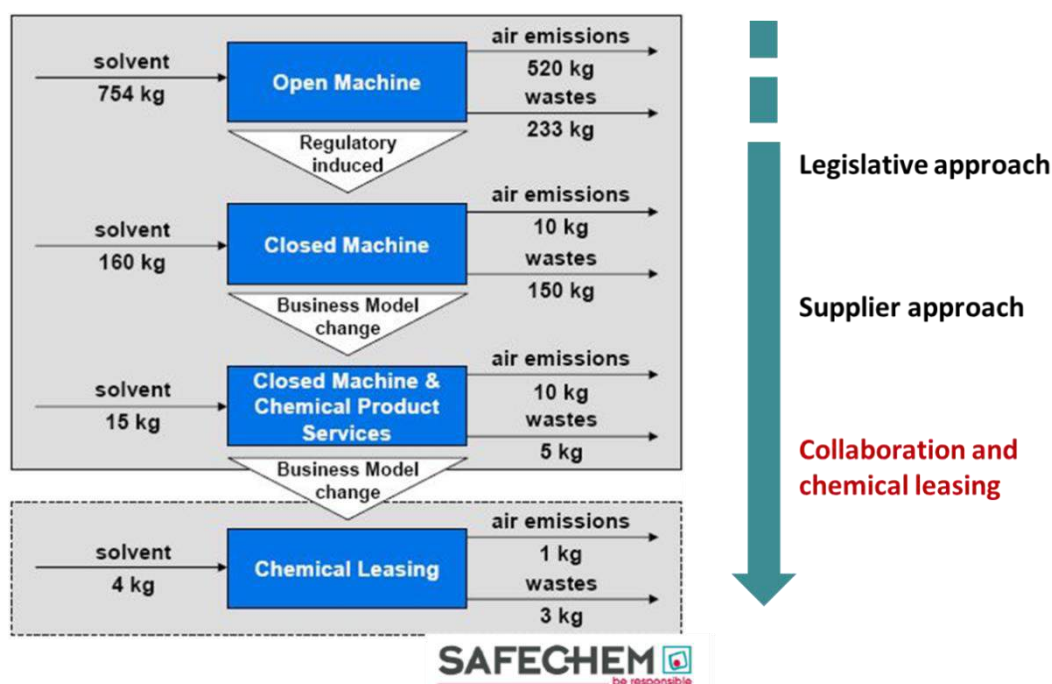 solvent
754 kg
Open Machine
air emissions
520 kg
wastes
233 kg
Regulatory
induced
solvent
160 kg
Closed Machine
air emissions
10 kg
wastes
150 kg
Business Model
change
solvent
15 kg
Closed Machine &
Chemical Product
Services
air emissions
10 kg
wastes
5 kg
Business Model
change
solvent
4 kg
Chemical Leasing
air emissions
1 kg
wastes
3 kg
Legislative approach
Supplier approach
Collaboration and
chemical leasing
SAFECHEM
be responsible